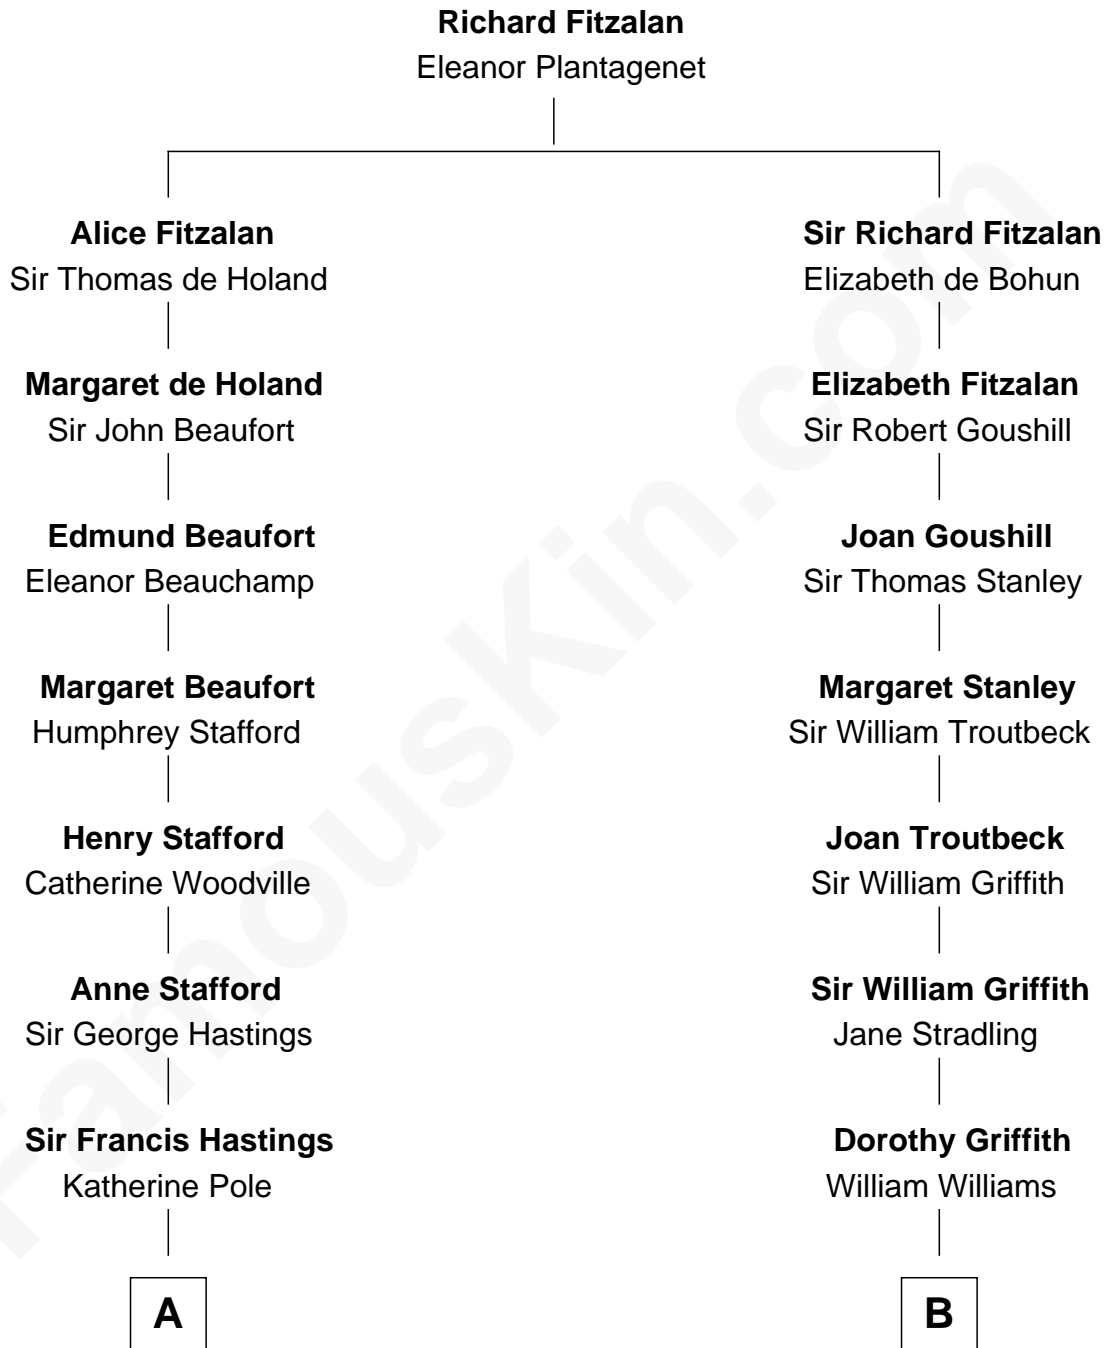 Richard Fitzalan
Eleanor Plantagenet
Alice Fitzalan
Sir Thomas de Holand
Sir Richard Fitzalan
Elizabeth de Bohun
Margaret de Holand
Sir John Beaufort
Elizabeth Fitzalan
Sir Robert Goushill
Edmund Beaufort
Eleanor Beauchamp
Joan Goushill
Sir Thomas Stanley
Margaret Beaufort
Humphrey Stafford
Margaret Stanley
Sir William Troutbeck
Henry Stafford
Catherine Woodville
Joan Troutbeck
Sir William Griffith
Anne Stafford
Sir George Hastings
Sir William Griffith
Jane Stradling
Sir Francis Hastings
Katherine Pole
Dorothy Griffith
William Williams
A
B
FamousKin.com